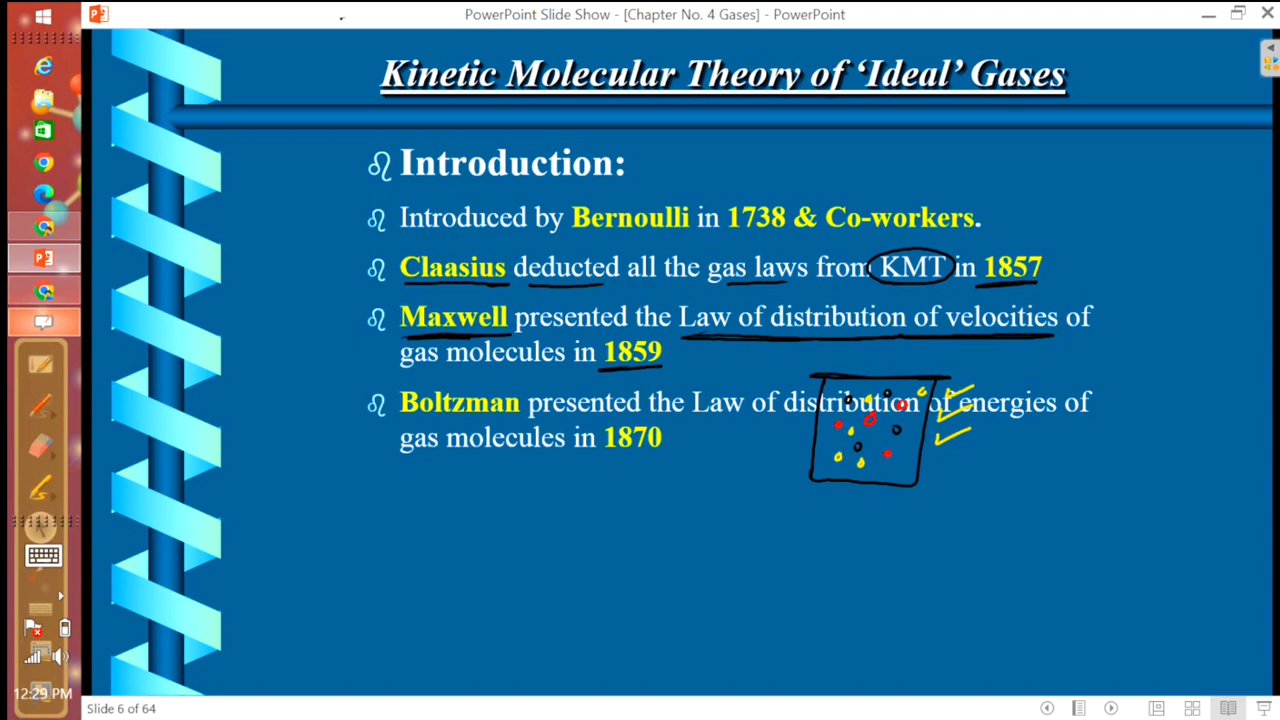 PowerPoint Slide Show - [Chapter No. 4 Gases] - PowerPoint
Kinetic Molecular Theory of ‘Ideal’ Gases
Introduction:
Introduced by Bernoulli in 1738 & Co-workers.
Claasius deducted all the gas laws from KMT in 1857
Maxwell presented the Law of distribution of velocities of
gas molecules in 1859
Boltzman presented the Law of distribution of energies of
gas molecules in 1870
12:29 PM
Slide 6 of 64